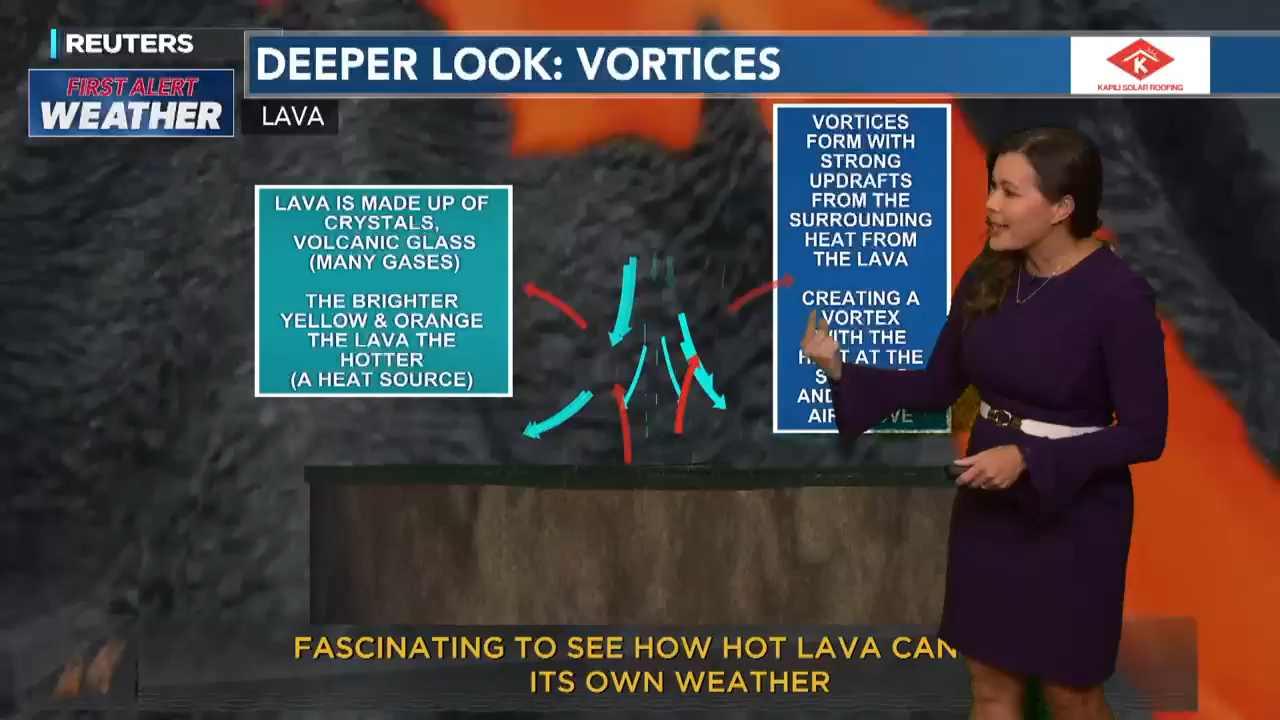 REUTERS
FIRST ALERT
WEATHER
DEEPER LOOK: VORTICES
K
KAPILI SOLAR ROOFING
LAVA
LAVA IS MADE UP OF
CRYSTALS,
VOLCANIC GLASS
(MANY GASES)
THE BRIGHTER
YELLOW & ORANGE
THE LAVA THE
HOTTER
(A HEAT SOURCE)
VORTICES
FORM WITH
STRONG
UPDRAFTS
FROM THE
SURROUNDING
HEAT FROM
THE LAVA
CREATING A
VORTEX
WITH THE
AT THE
AIR
FASCINATING TO SEE HOW HOT LAVA CAN
ITS OWN WEATHER